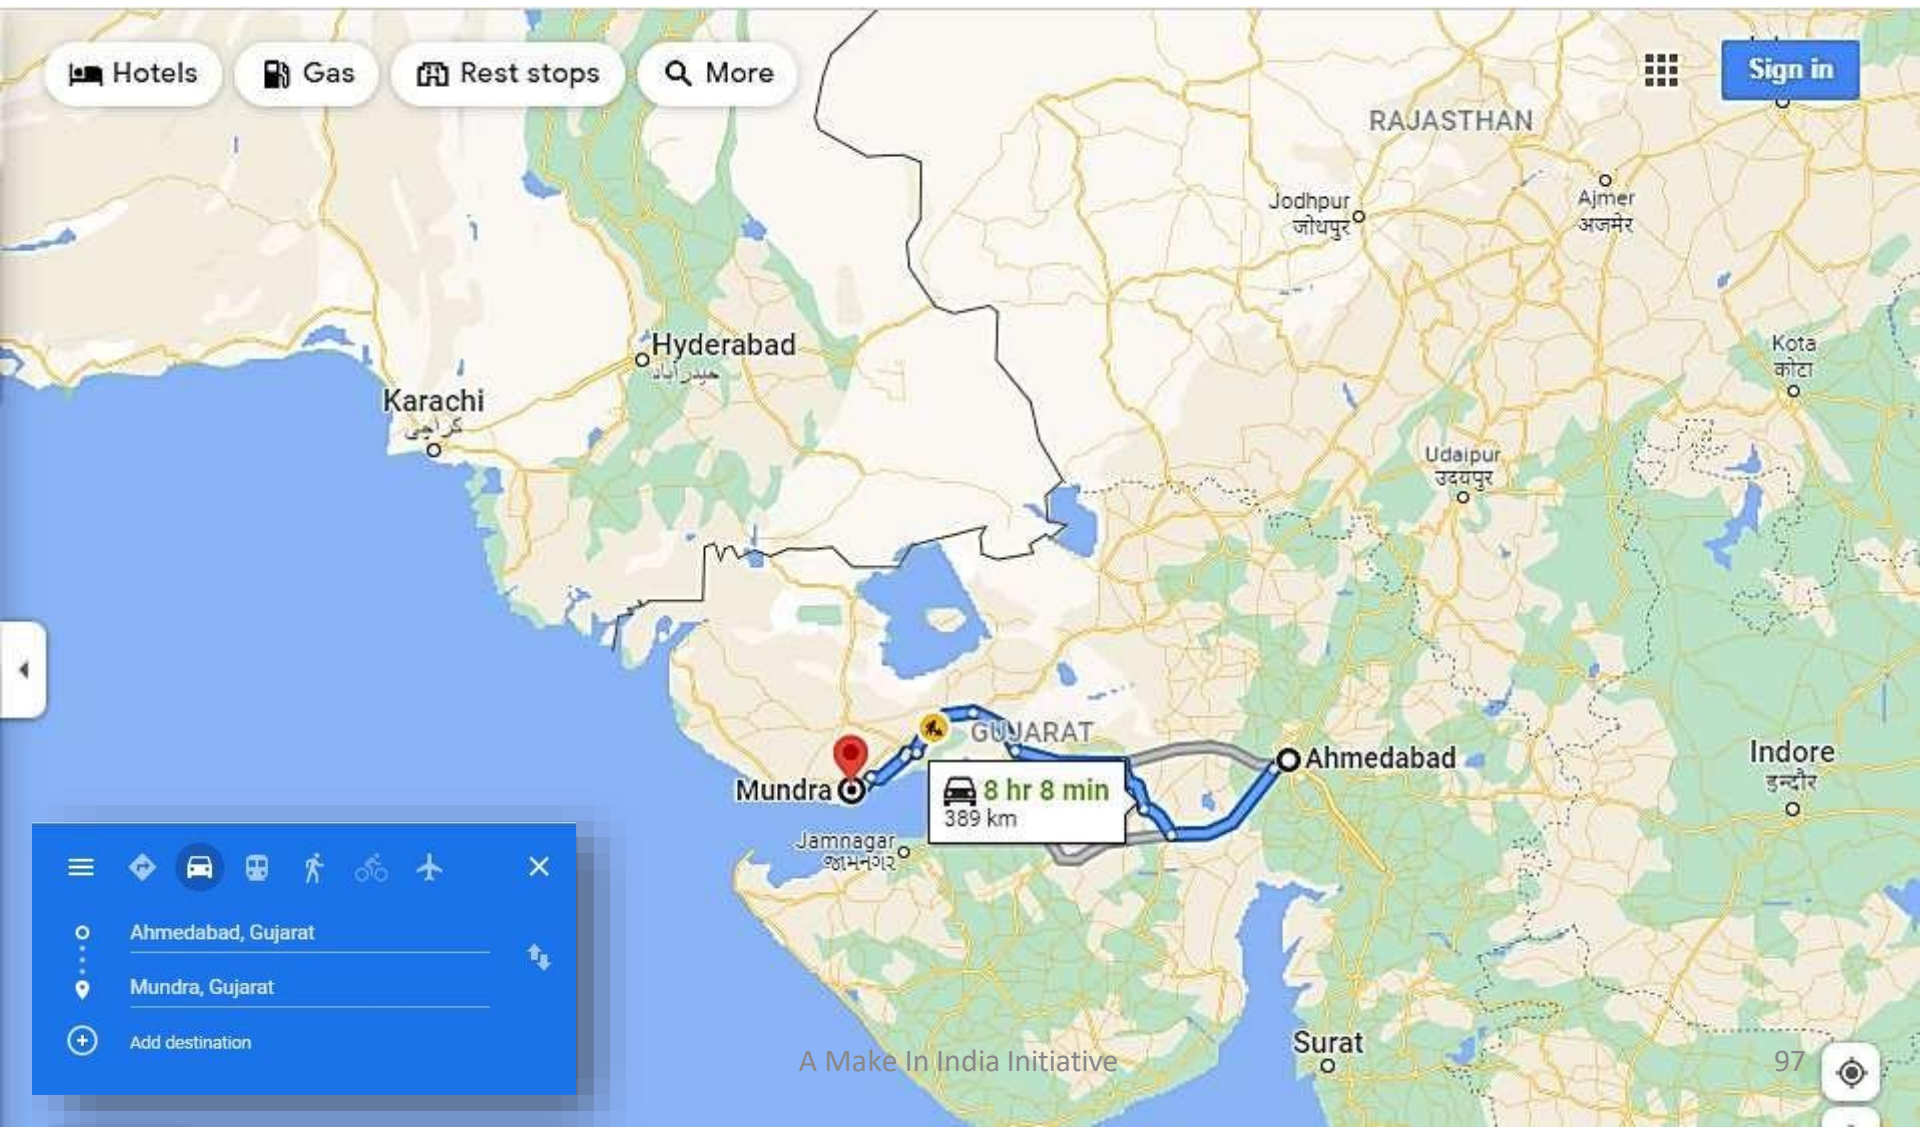 Hotels
Gas
Rest stops
More
Sign in
RAJASTHAN
Jodhpur
जोधपुर
Ajmer
अजमेर
Hyderabad
حيدرآباد
Kota
कोटा
Karachi
كراچى
Udaipur
उदयपुर
GUJARAT
Ahmedabad
Indore
इन्दौर
Mundra
8 hr 8 min
389 km
Jamnagar
જામનગર
Ahmedabad, Gujarat
Mundra, Gujarat
Add destination
Surat
A Make In India Initiative
97